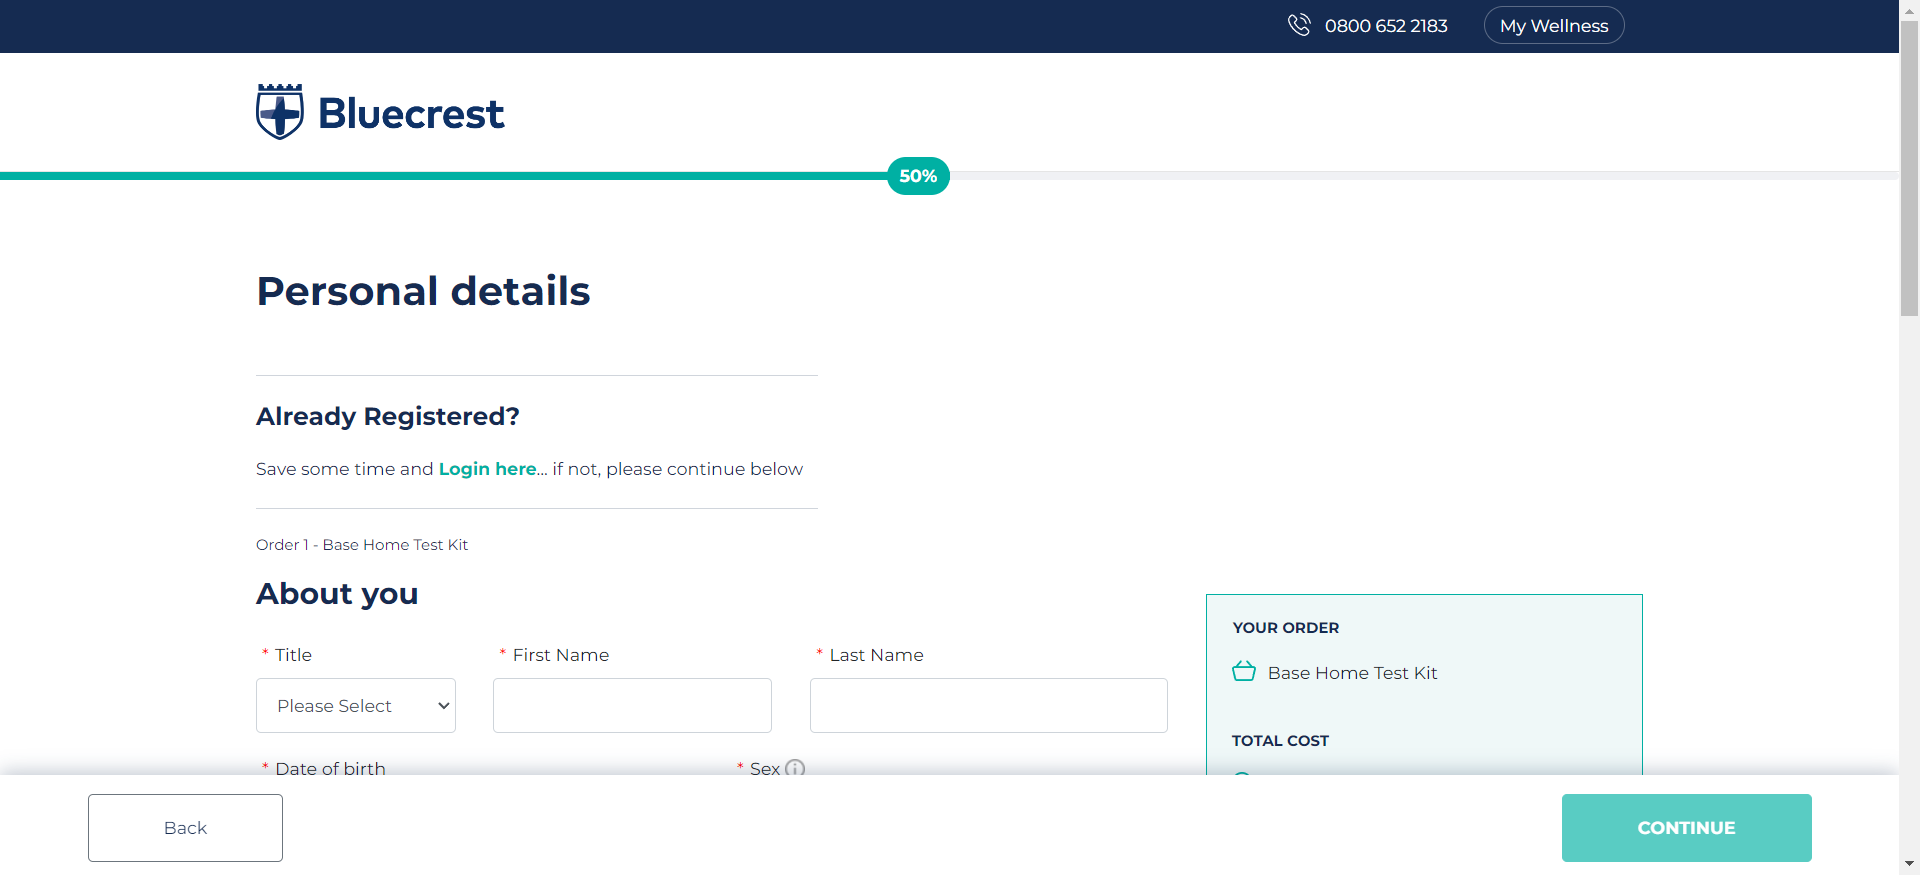 0800 652 2183
My Wellness
Bluecrest
50%
Personal details
Already Registered?
Save some time and Login here... if not, please continue below
Order 1 - Base Home Test Kit
About you
* Title
* First Name
* Last Name
Please Select
* Date of birth
* Sex
YOUR ORDER
Base Home Test Kit
TOTAL COST
Back
CONTINUE